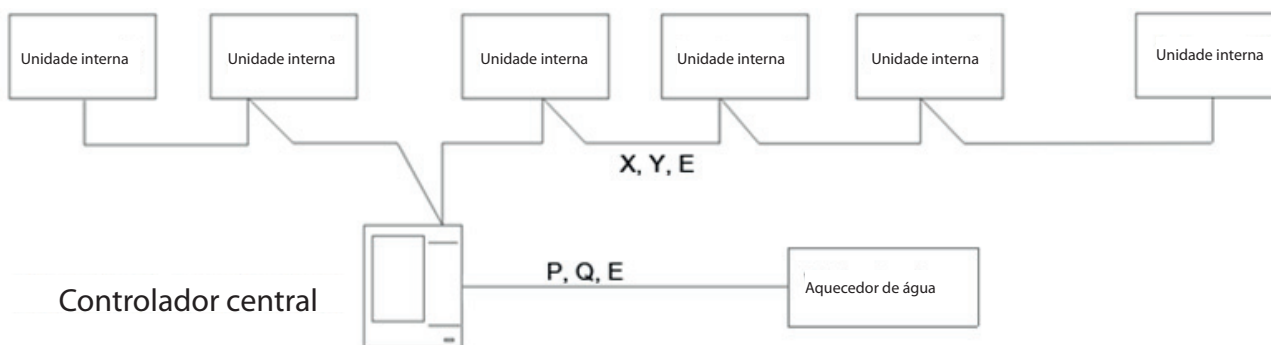 Unidade interna
Unidade interna
Unidade interna
Unidade interna
Unidade interna
Unidade interna
X, Y, E
P, Q, E
Controlador central
Aquecedor de água